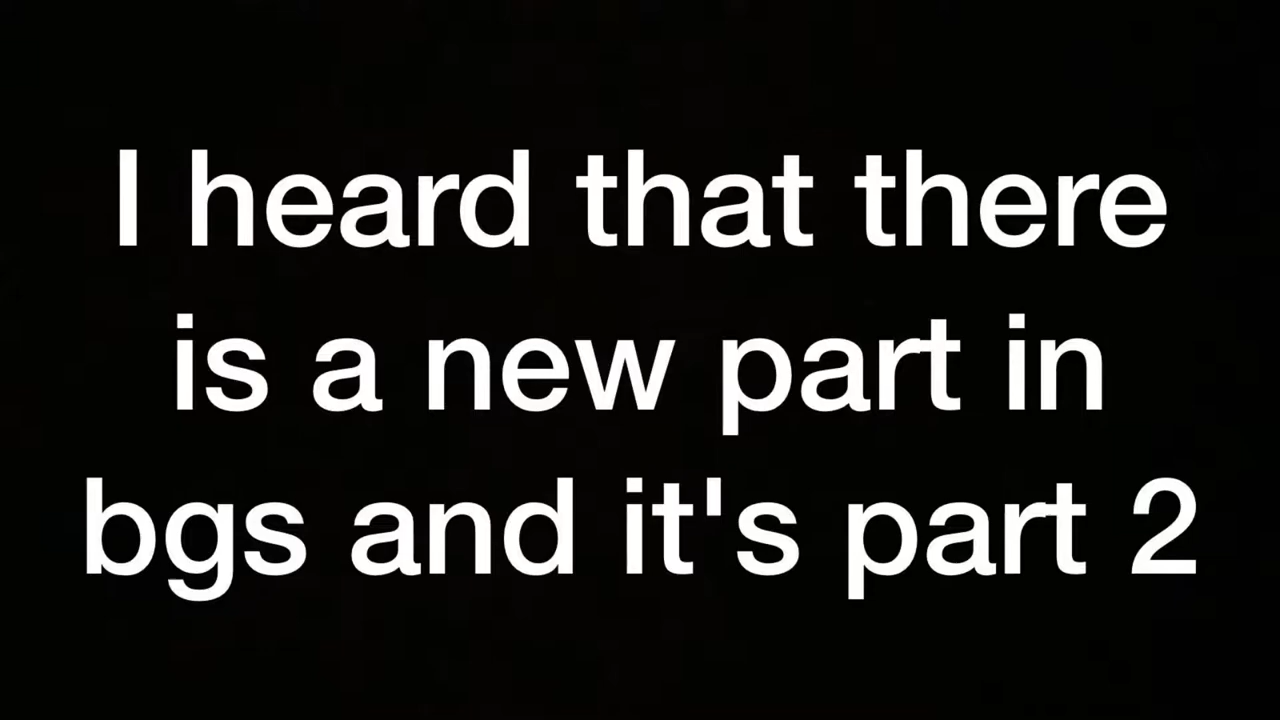 I heard that there
is a new part in
bgs and it's part 2